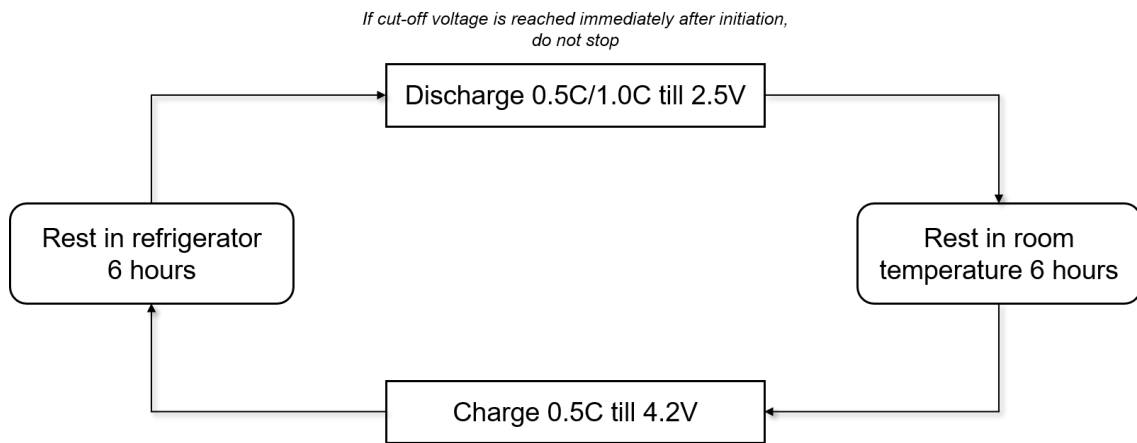 If cut-off voltage is reached immediately after initiation,
do not stop
Discharge 0.5C/1.0C till 2.5V
Rest in refrigerator
6 hours
Rest in room
temperature 6 hours
Charge 0.5C till 4.2V